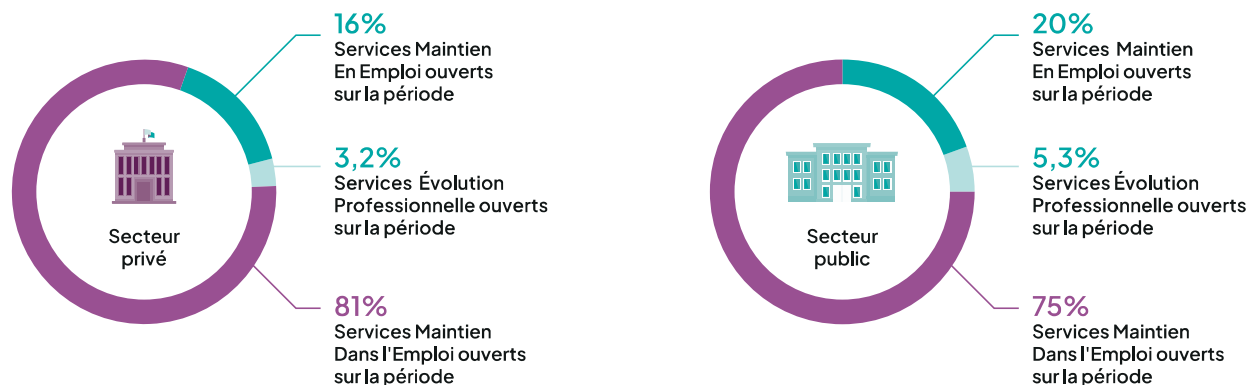 16%
Services Maintien
En Emploi ouverts
sur la période
3,2%
Services Évolution
Professionnelle ouverts
sur la période
81%
Services Maintien
Dans l'Emploi ouverts
sur la période
Secteur
privé
20%
Services Maintien
En Emploi ouverts
sur la période
5,3%
Services Évolution
Professionnelle ouverts
sur la période
75%
Services Maintien
Dans l'Emploi ouverts
sur la période
Secteur
public